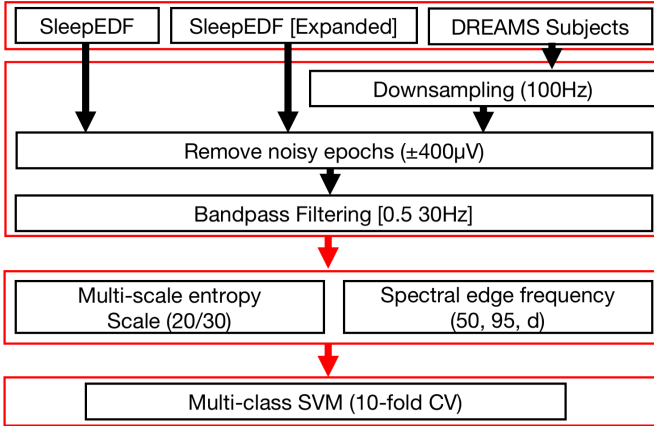 SleepEDF
SleepEDF [Expanded]
DREAMS Subjects
Downsampling (100Hz)
Remove noisy epochs (±400µV)
Bandpass Filtering [0.5 30Hz]
Multi-scale entropy
Scale (20/30)
Spectral edge frequency
(50, 95, d)
Multi-class SVM (10-fold CV)